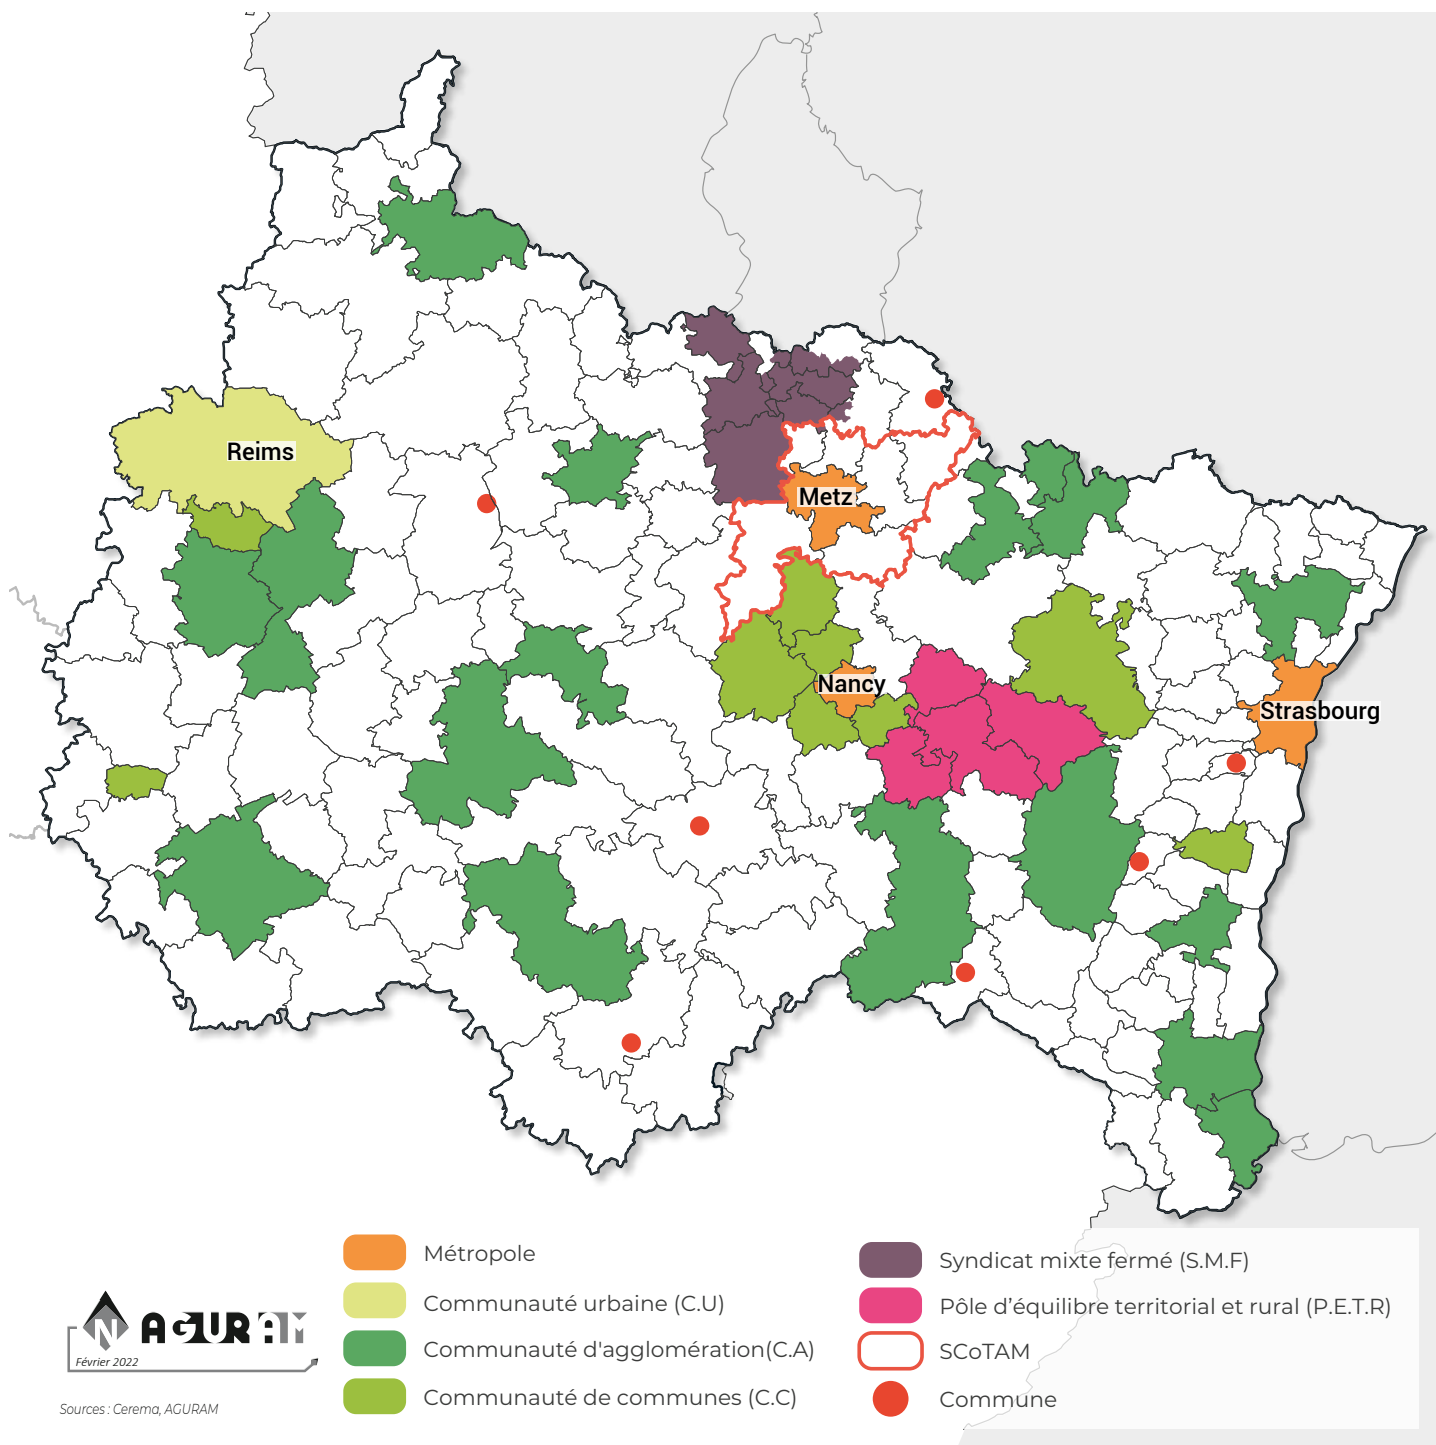 Reims
Metz
Nancy
Strasbourg
Métropole
Communauté urbaine (C.U)
Communauté d'agglomération(C.A)
Communauté de communes (C.C)
Syndicat mixte fermé (S.M.F)
Pôle d’équilibre territorial et rural (P.E.T.R)
SCoTAM
Commune
N
AGURAM
Février 2022
Sources : Cerema, AGURAM